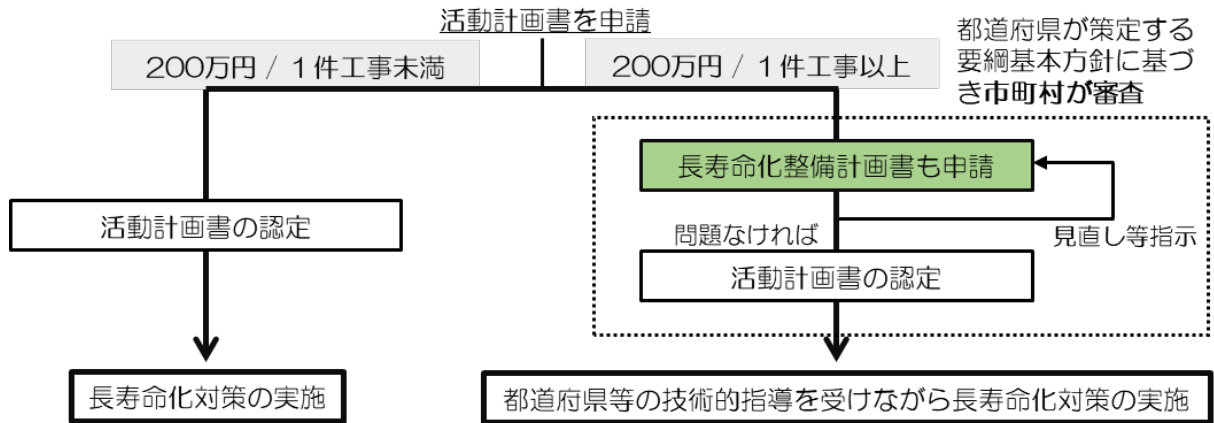 活動計画書を申請
200万円 / 1件工事未満
200万円 / 1件工事以上
都道府県が策定する
要綱基本方針に基づ
き市町村が審査
長寿命化整備計画書も申請
活動計画書の認定
問題なければ
見直し等指示
活動計画書の認定
長寿命化対策の実施
都道府県等の技術的指導を受けながら長寿命化対策の実施